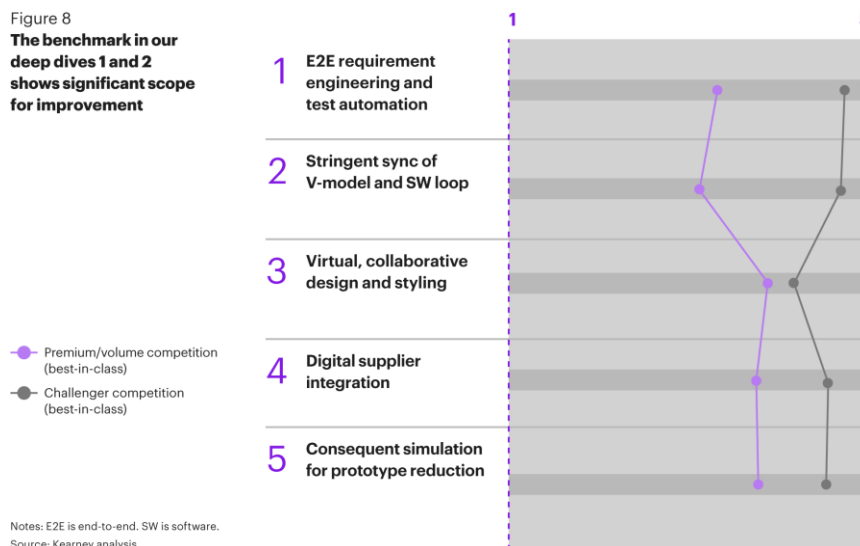 Figure 8
The benchmark in our
deep dives 1 and 2
shows significant scope
for improvement
1
1
E2E requirement
engineering and
test automation
2
Stringent sync of
V-model and SW loop
3
Virtual, collaborative
design and styling
4
Digital supplier
integration
5
Consequent simulation
for prototype reduction
Premium/volume competition
(best-in-class)
Challenger competition
(best-in-class)
Notes: E2E is end-to-end. SW is software.
Source: Kearney analysis